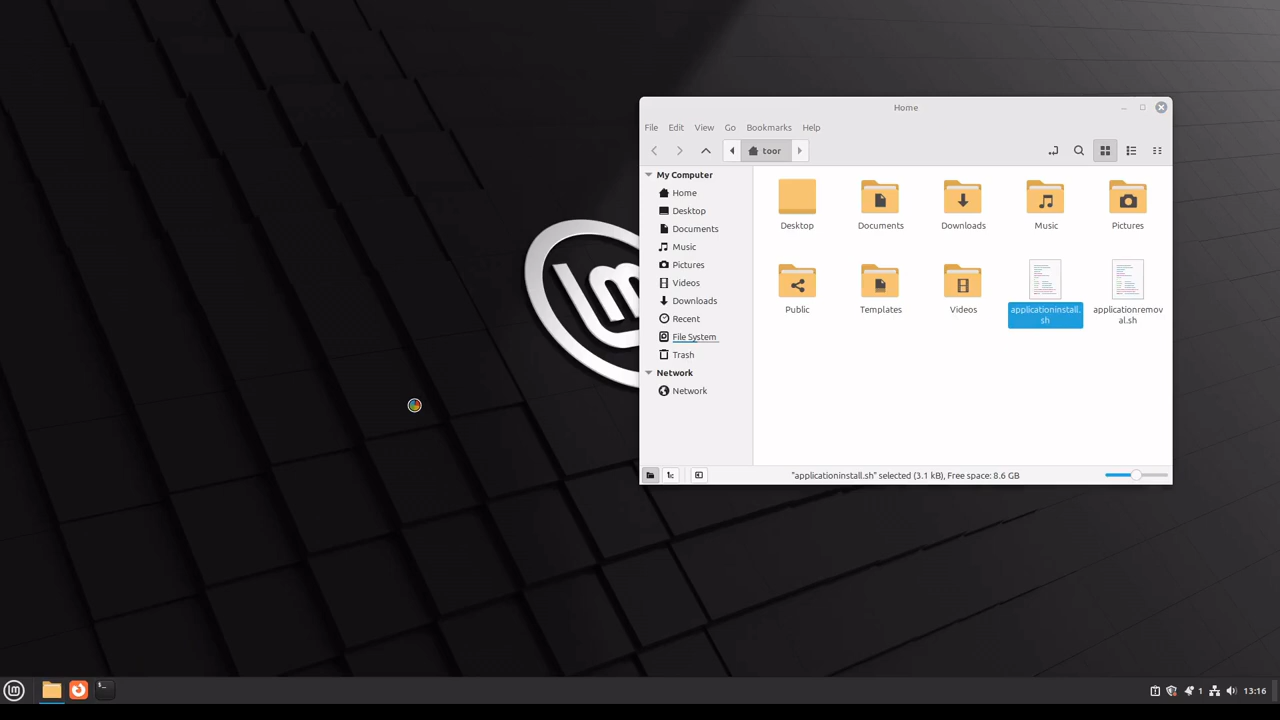 Home
File Edit View Go Bookmarks Help
toor
My Computer
Home
Desktop
Documents
Music
Pictures
Videos
Downloads
Recent
File System
Trash
Network
Network
Desktop
Documents
Downloads
Music
Pictures
Public
Templates
Videos
applicationinstall.
sh
applicationremov
al.sh
"applicationinstall.sh" selected (3.1 kB), Free space: 8.6 GB
1
13:16